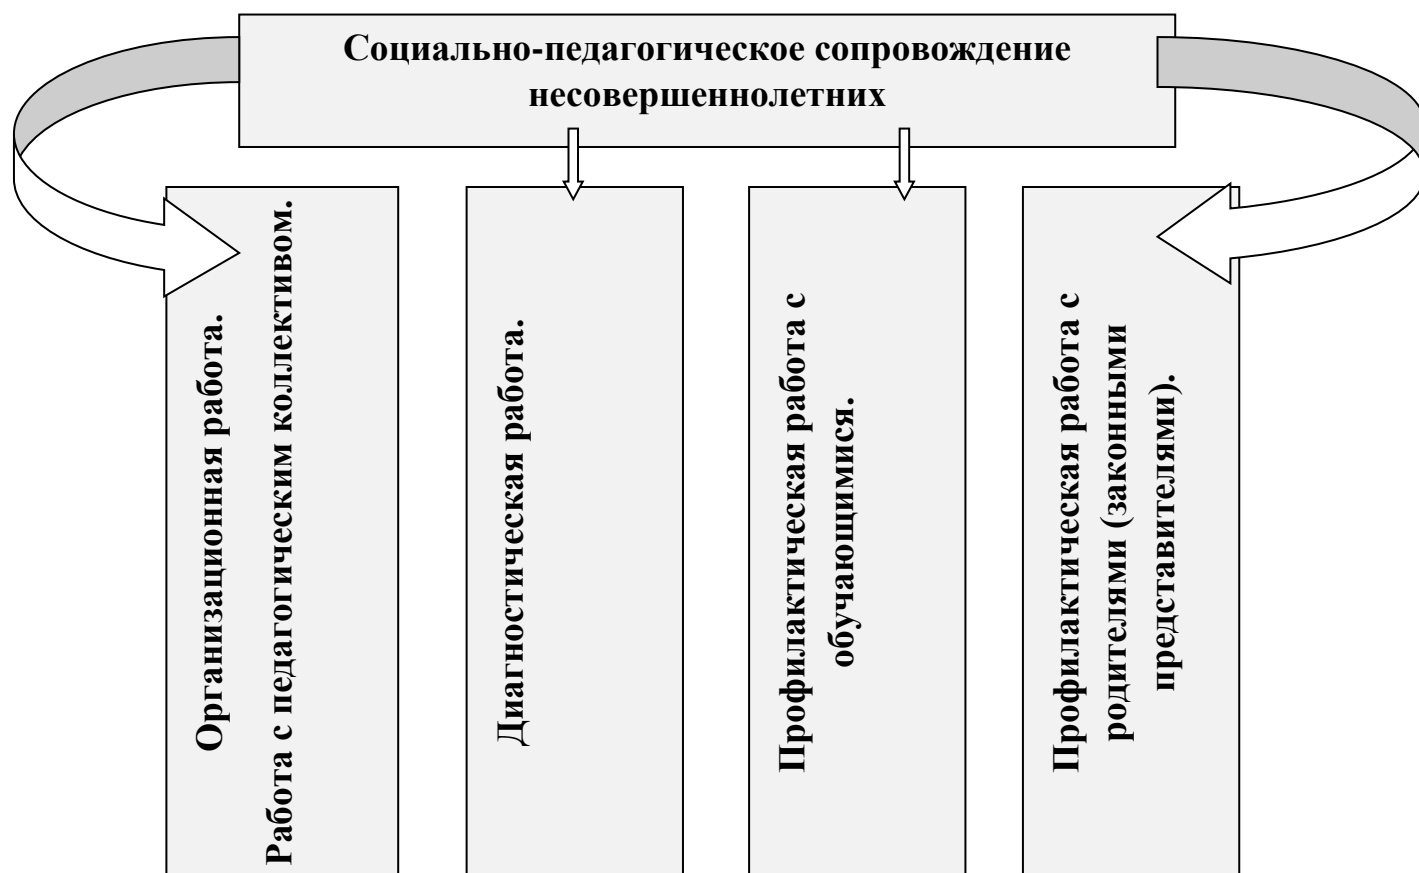 Социально-педагогическое сопровождение
несовершеннолетних
Организационная работа.
Работа с педагогическим коллективом.
Диагностическая работа.
Профилактическая работа с
обучающимися.
Профилактическая работа с
родителями (законными
представителями).